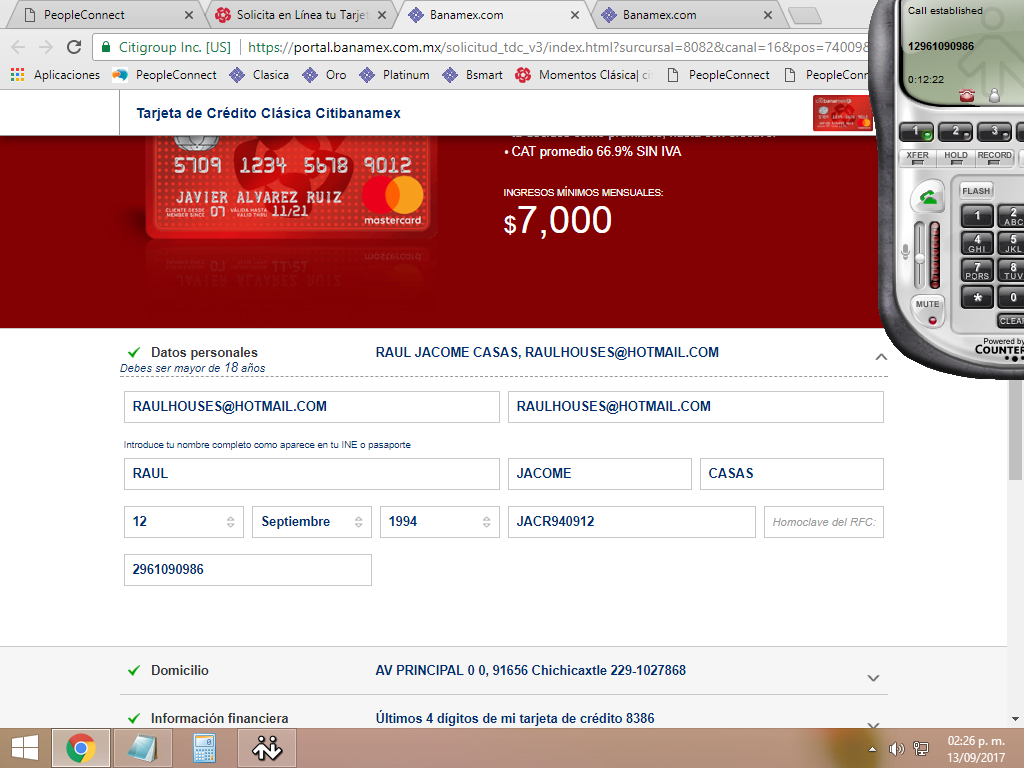 PeopleConnect
Solicita en Línea tu Tarje
Banamex.com
Banamex.com
Citigroup Inc. [US]
https://portal.banamex.com.mx/solicitud_tdc_v3/index.html?surcursal=8082&canal=16&pos=74009&
Aplicaciones
PeopleConnect
Clasica
Oro
Platinum
Bsmart
Momentos Clásica| ci
PeopleConnect
PeopleConn
Tarjeta de Crédito Clásica Citibanamex
• CAT promedio 66.9% SIN IVA
INGRESOS MÍNIMOS MENSUALES:
$7,000
5709 1234 5678 9012
JAVIER ALVAREZ RUIZ
CLIENTE DESDE
MEMBER SINCE 07
VÁLIDA HASTA
VALID THRU 11/21
mastercard
Datos personales
RAUL JACOME CASAS, RAULHOUSES@HOTMAIL.COM
Debes ser mayor de 18 años
RAULHOUSES@HOTMAIL.COM
RAULHOUSES@HOTMAIL.COM
Introduce tu nombre completo como aparece en tu INE o pasaporte
RAUL
JACOME
CASAS
12
Septiembre
1994
JACR940912
Homoclave del RFC:
2961090986
Domicilio
AV PRINCIPAL 0 0, 91656 Chichicaxtle 229-1027868
Información financiera
Últimos 4 dígitos de mi tarjeta de crédito 8386
Call established
12961090986
0:12:22
1
2
3
XFER
HOLD
RECORD
FLASH
1
2
ABC
4
GHI
5
JKL
7
PQRS
8
TUV
*
0
MUTE
CLEAR
Powered by
COUNTER
02:26 p. m.
13/09/2017